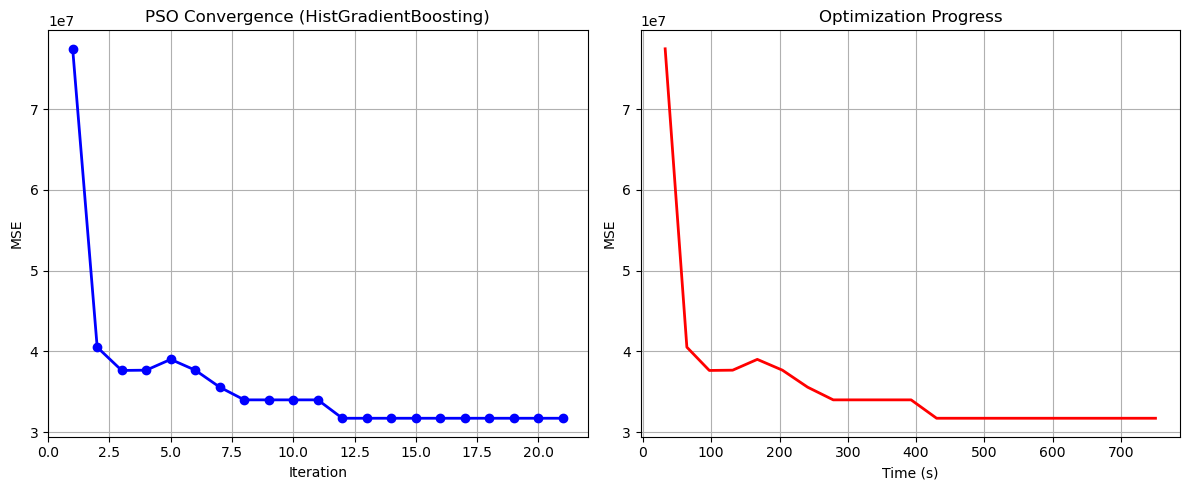 PSO Convergence (HistGradientBoosting)
1e7
7
6
5
4
3
MSE
0.0 2.5 5.0 7.5 10.0 12.5 15.0 17.5 20.0
Iteration
Optimization Progress
1e7
7
6
5
4
3
MSE
0 100 200 300 400 500 600 700
Time (s)